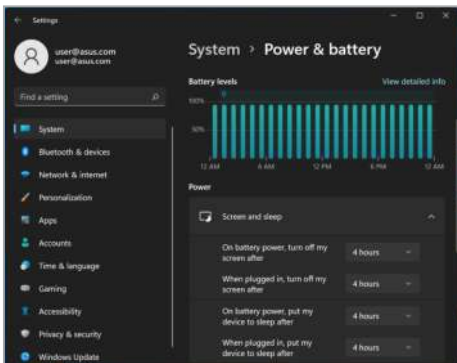 Settings
user@asus.com
user@asus.com
Find a setting
System
Bluetooth & devices
Network & internet
Personalization
Apps
Accounts
Time & language
Gaming
Accessibility
Privacy & security
Windows Update
System > Power & battery
Battery levels View detailed info
100%
50%
12 AM 6 AM 12 PM 6 PM 12 AM
Power
Screen and sleep
On battery power, turn off my
screen after
4 hours
When plugged in, turn off my
screen after
4 hours
On battery power, put my
device to sleep after
4 hours
When plugged in, put my
device to sleep after
4 hours